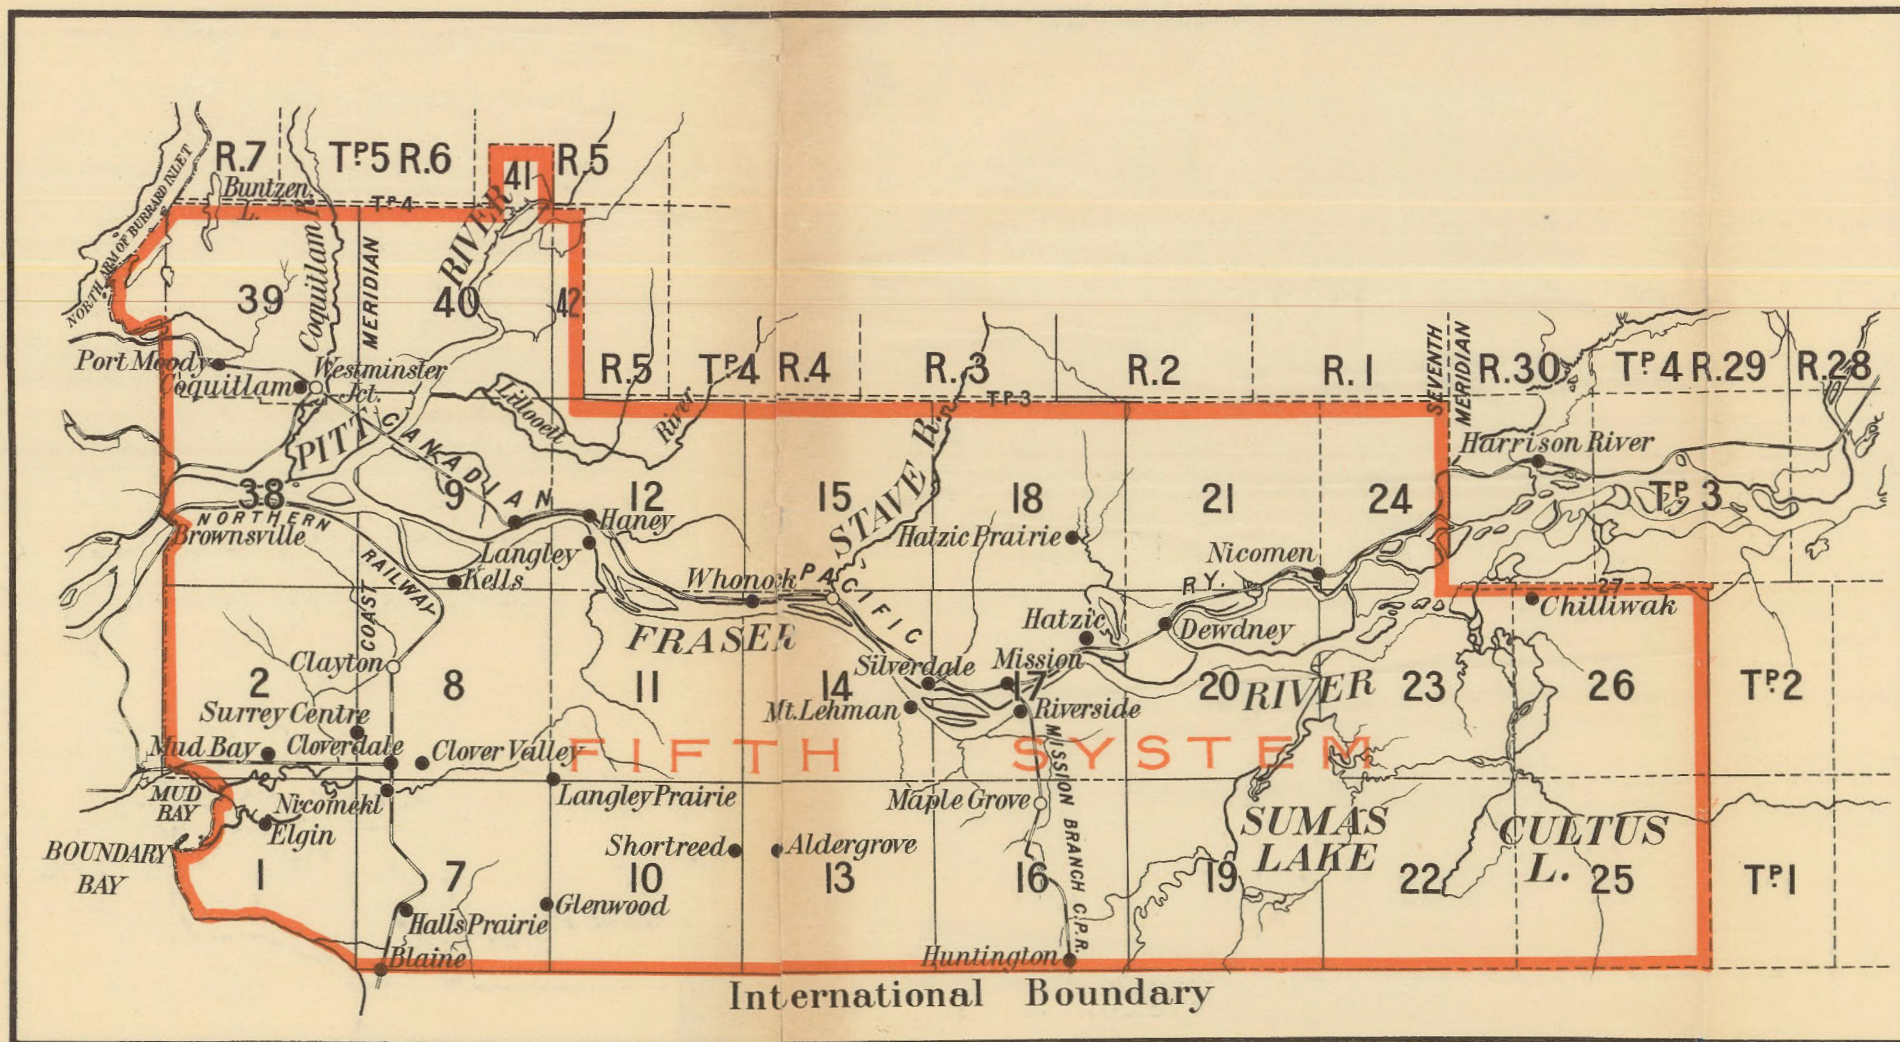 R.7
TP5 R.6
41
R.5
Buntzen
L.
TP4
NORTH ARM OF BURRARD INLET
Coquillam R.
MERIDIAN
RIVER
39
40
42
Port Moody
Coquitlam
Westminster
Jct.
R.5
TP4
R.4
R.3
R.2
R.1
SEVENTH
MERIDIAN
R.30
TP4 R.29
R.28
TP3
Lillooett
River
PITT
CANADIAN
STAVE R.
Harrison River
38
9
12
15
18
21
24
TP3
NORTHERN
Brownsville
RAILWAY
Haney
Langley
Kells
Hatzic Prairie
Nicomen
Whonock
PACIFIC
RY.
27
Chilliwak
COAST
FRASER
Hatzic
Dewdney
Clayton
Silverdale
Mission
2
8
11
14
17
20
RIVER
23
26
TP2
Surrey Centre
Mt. Lehman
Riverside
Mud Bay
Cloverdale
Clover Valley
FIFTH SYSTEM
MISSION BRANCH C.P.R.
MUD
BAY
Nicomekl
Elgin
Langley Prairie
Maple Grove
SUMAS
LAKE
CULTUS
L.
BOUNDARY
BAY
Shortreed
Aldergrove
1
7
10
13
16
19
22
25
TP1
Halls Prairie
Glenwood
Blaine
Huntington
International Boundary